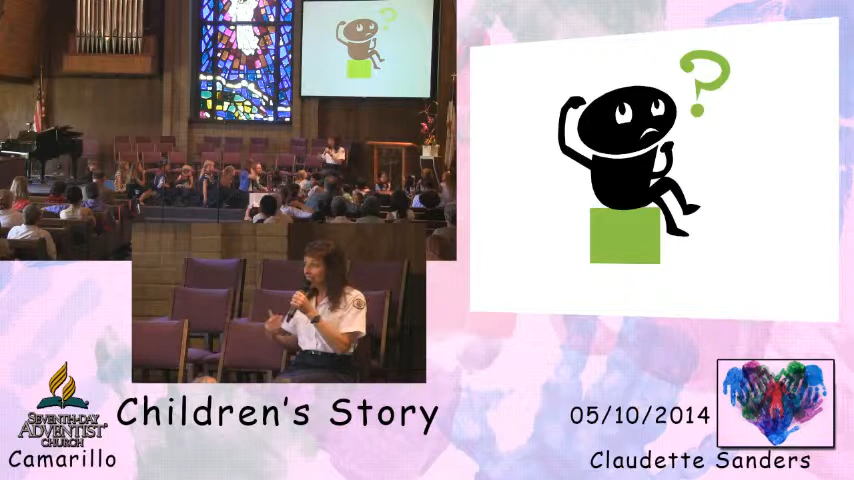 ?
SEVENTH-DAY
ADVENTIST
CHURCH
Camarillo
Children's Story
05/10/2014
Claudette Sanders